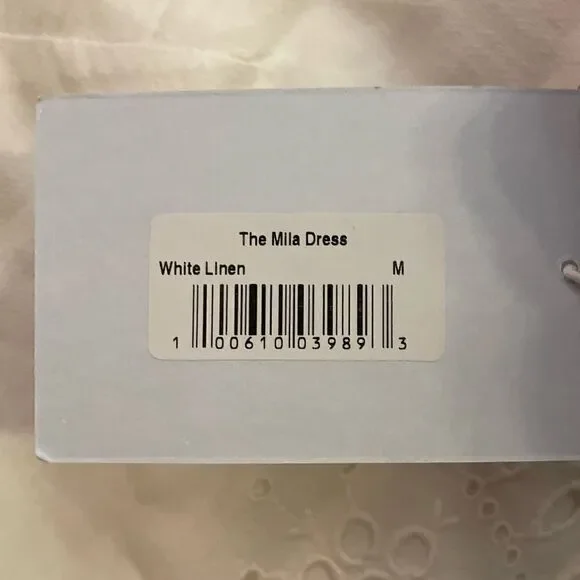 The Mila Dress
White Linen M
1 00610 03989 3